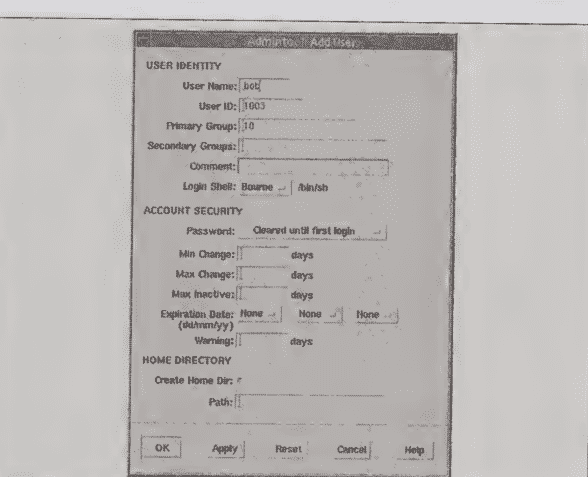 Admintool: Add User
USER IDENTITY
User Name: bob
User ID: 1003
Primary Group: 10
Secondary Groups:
Comment:
Login Shell: Bourne /bin/sh
ACCOUNT SECURITY
Password: Cleared until first login
Min Change: days
Max Change: days
Max Inactive: days
Expiration Date: None None None
(dd/mm/yy)
Warning: days
HOME DIRECTORY
Create Home Dir:
Path:
OK Apply Reset Cancel Help